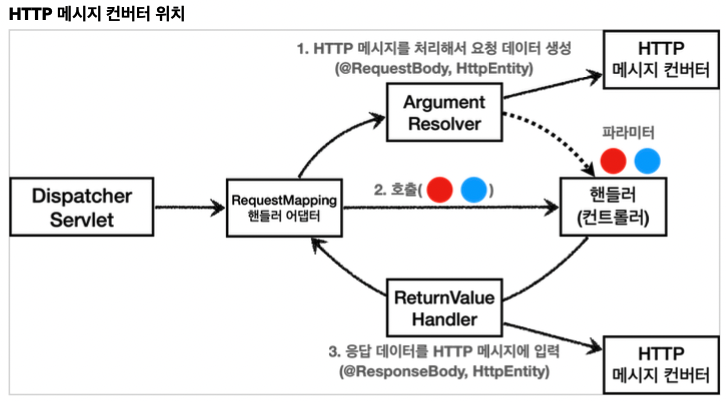 HTTP 메시지 컨버터 위치
1. HTTP 메시지를 처리해서 요청 데이터 생성
(@RequestBody, HttpEntity)
HTTP
메시지 컨버터
Argument
Resolver
파라미터
Dispatcher
Servlet
RequestMapping
핸들러 어댑터
2. 호출( )
핸들러
(컨트롤러)
ReturnValue
Handler
3. 응답 데이터를 HTTP 메시지에 입력
(@ResponseBody, HttpEntity)
HTTP
메시지 컨버터